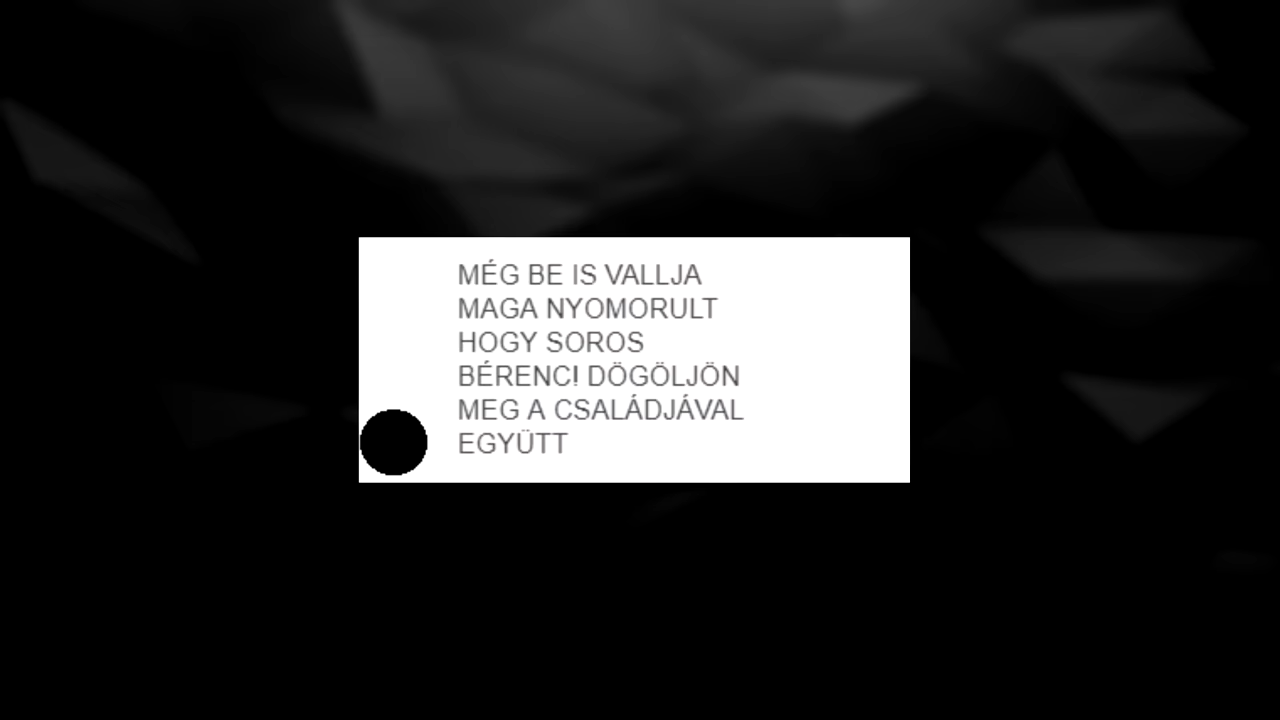 MÉG BE IS VALLJA
MAGA NYOMORULT
HOGY SOROS
BÉRENC! DÖGÖLJÖN
MEG A CSALÁDJÁVAL
EGYÜTT